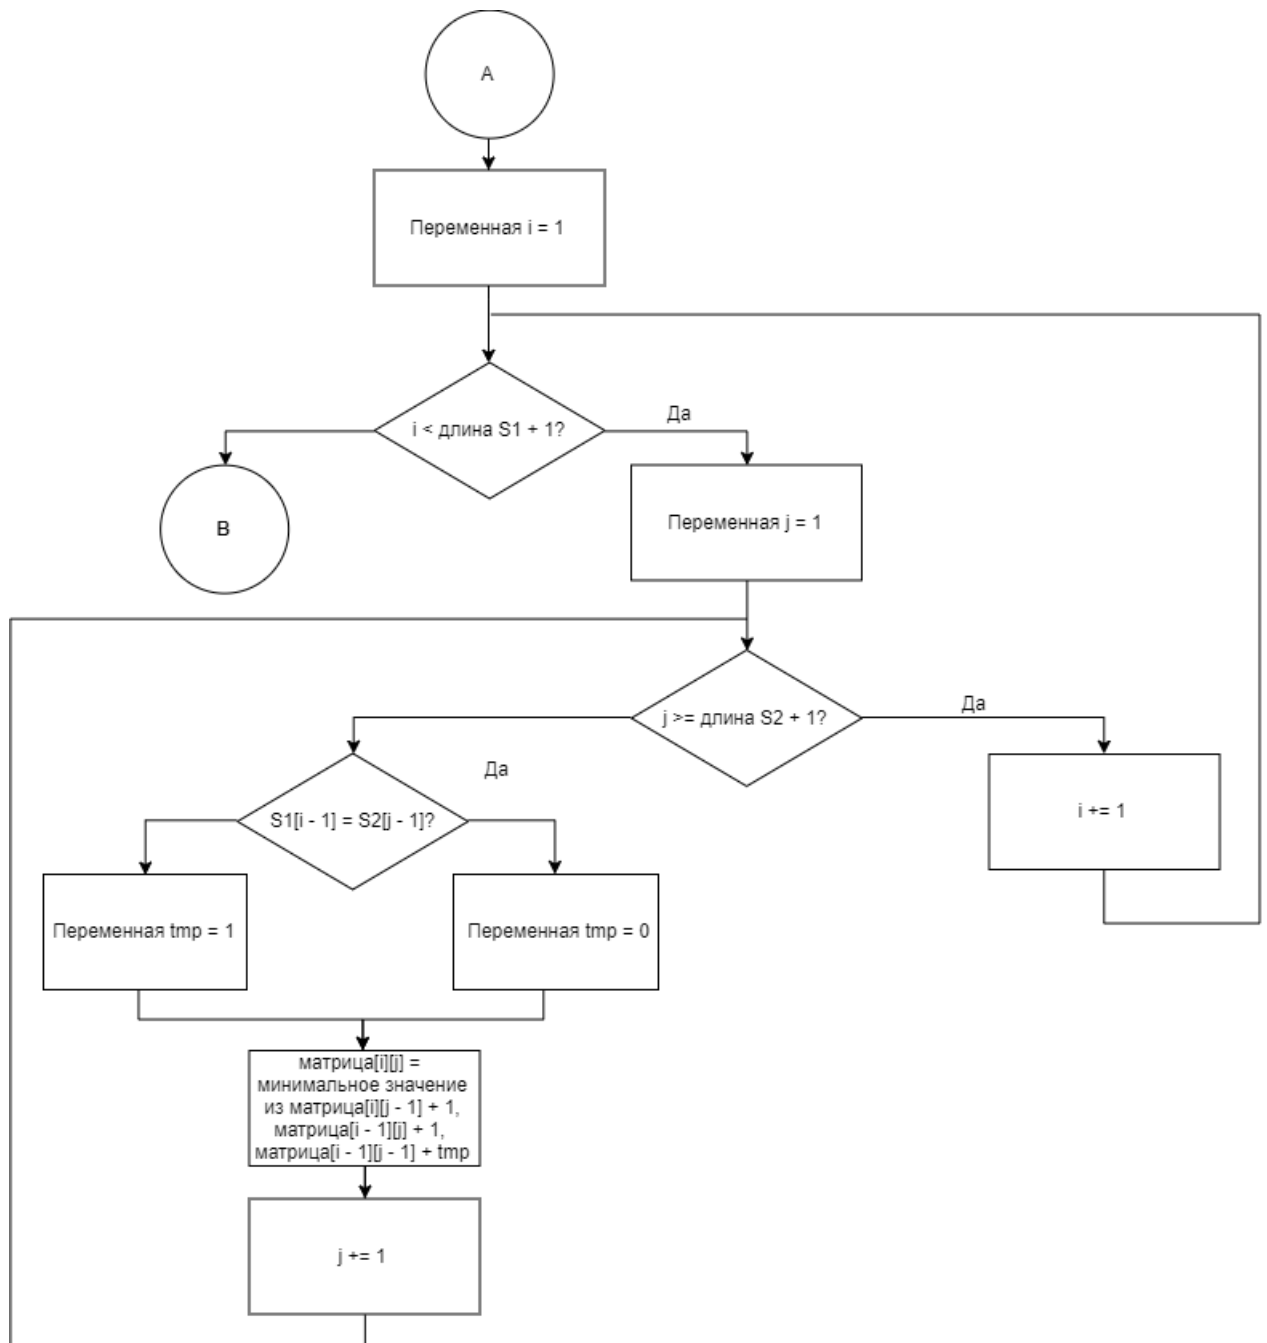 A
Переменная i = 1
i < длина S1 + 1?
Да
B
Переменная j = 1
j >= длина S2 + 1?
Да
Да
S1[i - 1] = S2[j - 1]?
i += 1
Переменная tmp = 1
Переменная tmp = 0
матрица[i][j] =
минимальное значение
из матрица[i][j - 1] + 1,
матрица[i - 1][j] + 1,
матрица[i - 1][j - 1] + tmp
j += 1